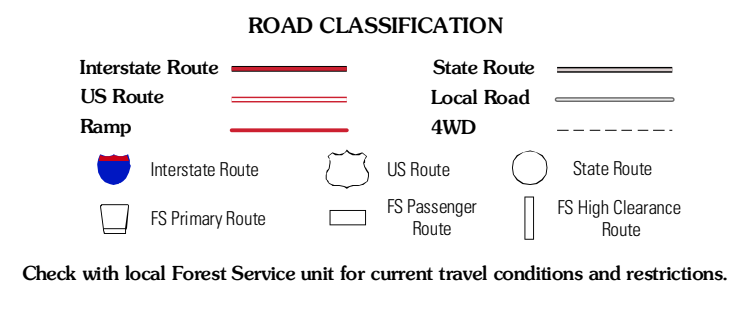 ROAD CLASSIFICATION
Interstate Route
State Route
US Route
Local Road
Ramp
4WD
Interstate Route
US Route
State Route
FS Primary Route
FS Passenger
Route
FS High Clearance
Route
Check with local Forest Service unit for current travel conditions and restrictions.